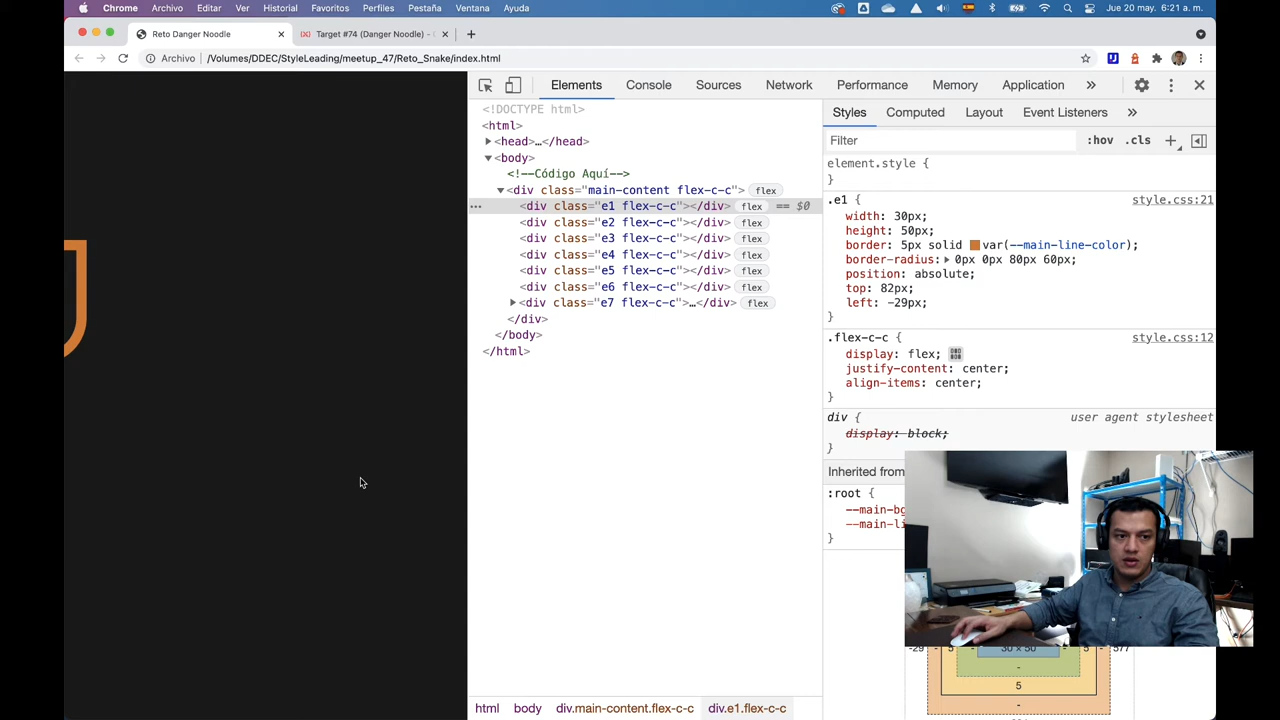 Chrome Archivo Editar Ver Historial Favoritos Perfiles Pestaña Ventana Ayuda Jue 20 may. 6:21 a. m.
Reto Danger Noodle
Target #74 (Danger Noodle) -
Archivo /Volumes/DDEC/StyleLeading/meetup_47/Reto_Snake/index.html
Elements Console Sources Network Performance Memory Application
<!DOCTYPE html>
<html>
<head>…</head>
<body>
<!--Código Aquí-->
<div class="main-content flex-c-c"> flex
<div class="e1 flex-c-c"></div> flex == $0
<div class="e2 flex-c-c"></div> flex
<div class="e3 flex-c-c"></div> flex
<div class="e4 flex-c-c"></div> flex
<div class="e5 flex-c-c"></div> flex
<div class="e6 flex-c-c"></div> flex
<div class="e7 flex-c-c">…</div> flex
</div>
</body>
</html>
html body div.main-content.flex-c-c div.e1.flex-c-c
Styles Computed Layout Event Listeners
Filter :hov .cls
element.style {
}
.e1 { style.css:21
width: 30px;
height: 50px;
border: 5px solid var(--main-line-color);
border-radius: 0px 0px 80px 60px;
position: absolute;
top: 82px;
left: -29px;
}
.flex-c-c { style.css:12
display: flex;
justify-content: center;
align-items: center;
}
div { user agent stylesheet
display: block;
}
Inherited from
:root {
--main-bg
--main-li
}
-29 - 5 - 30 × 50 - 5 - 577
-
5
-